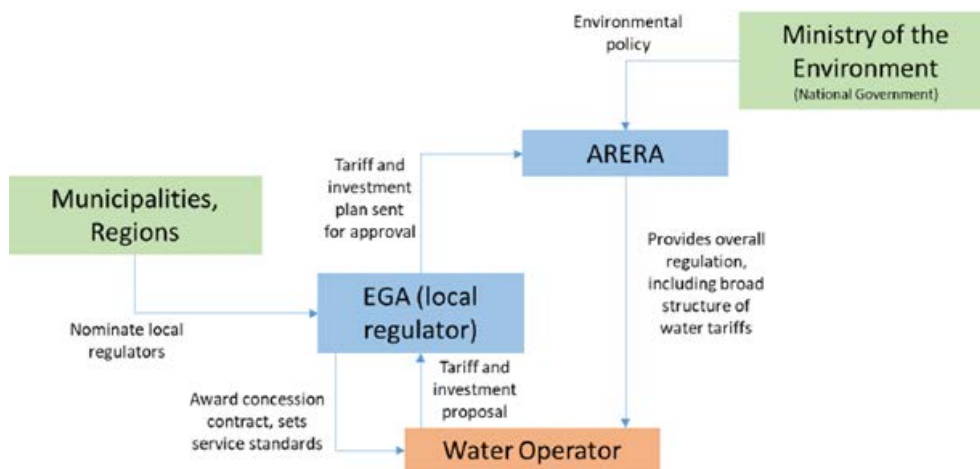 Environmental
policy
Ministry of the
Environment
(National Government)
ARERA
Tariff and
investment
plan sent
for approval
Municipalities,
Regions
Provides overall
regulation,
including broad
structure of
water tariffs
EGA (local
regulator)
Nominate local
regulators
Tariff and
investment
proposal
Award concession
contract, sets
service standards
Water Operator